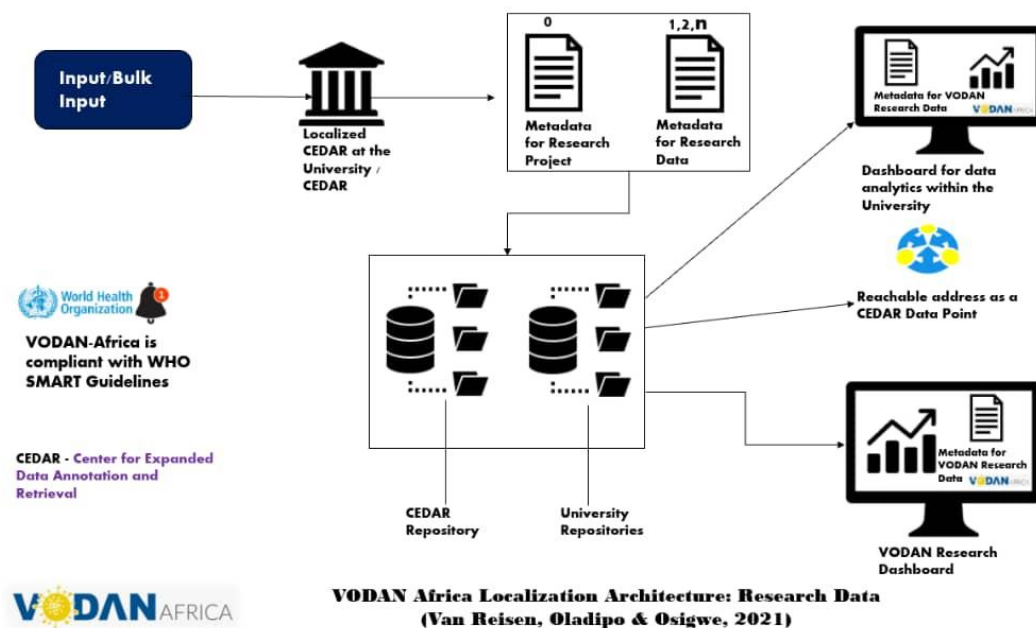 Input/Bulk
Input
Localized
CEDAR at the
University /
CEDAR
0
Metadata
for Research
Project
1,2,n
Metadata
for Research
Data
Metadata for VODAN
Research Data
VODAN AFRICA
Dashboard for data
analytics within the
University
Reachable address as a
CEDAR Data Point
World Health
Organization
1
VODAN-Africa is
compliant with WHO
SMART Guidelines
CEDAR - Center for Expanded
Data Annotation and
Retrieval
CEDAR
Repository
University
Repositories
Metadata for
VODAN Research
Data
VODAN AFRICA
VODAN Research
Dashboard
VODAN AFRICA
VODAN Africa Localization Architecture: Research Data
(Van Reisen, Oladipo & Osigwe, 2021)